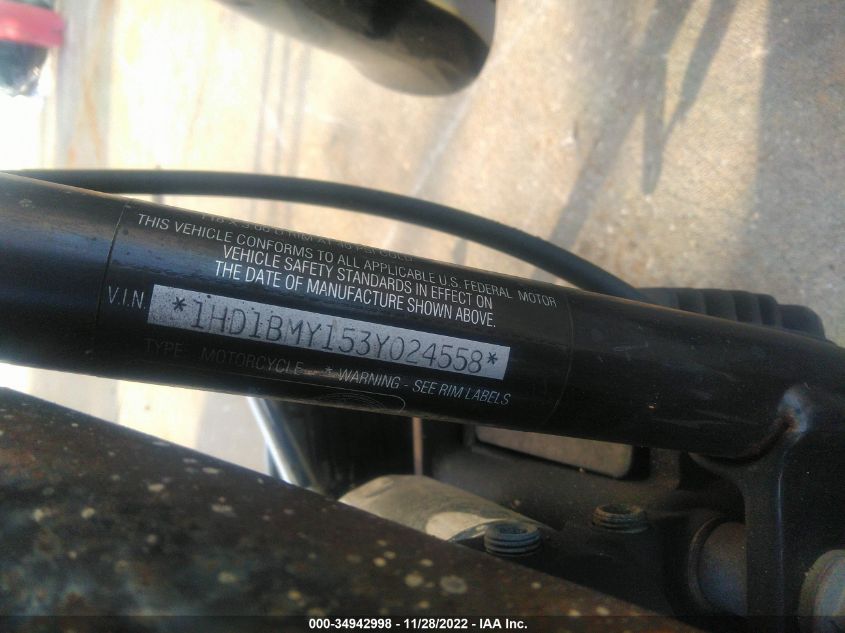 THIS VEHICLE CONFORMS TO ALL APPLICABLE U.S. FEDERAL MOTOR
VEHICLE SAFETY STANDARDS IN EFFECT ON
THE DATE OF MANUFACTURE SHOWN ABOVE.
V.I.N *1HD1BMY153Y024558*
TYPE MOTORCYCLE * WARNING - SEE RIM LABELS
000-34942998 - 11/28/2022 - IAA Inc.